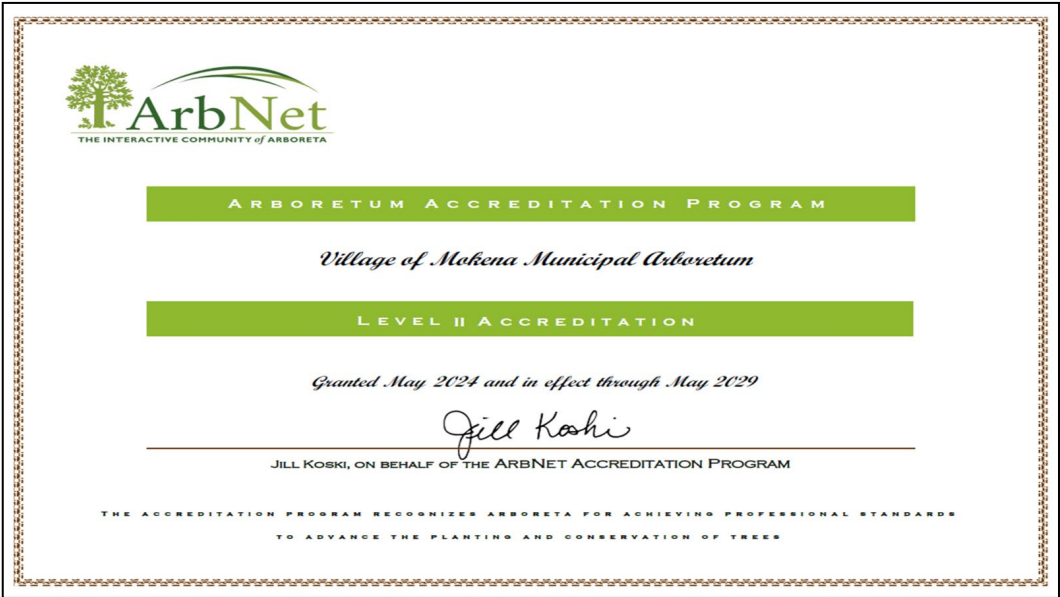 ArbNet
THE INTERACTIVE COMMUNITY of ARBORETA
ARBORETUM ACCREDITATION PROGRAM
Village of Mokena Municipal Arboretum
LEVEL II ACCREDITATION
Granted May 2024 and in effect through May 2029
Jill Koski
JILL KOSKI, ON BEHALF OF THE ARBNET ACCREDITATION PROGRAM
THE ACCREDITATION PROGRAM RECOGNIZES ARBORETA FOR ACHIEVING PROFESSIONAL STANDARDS
TO ADVANCE THE PLANTING AND CONSERVATION OF TREES